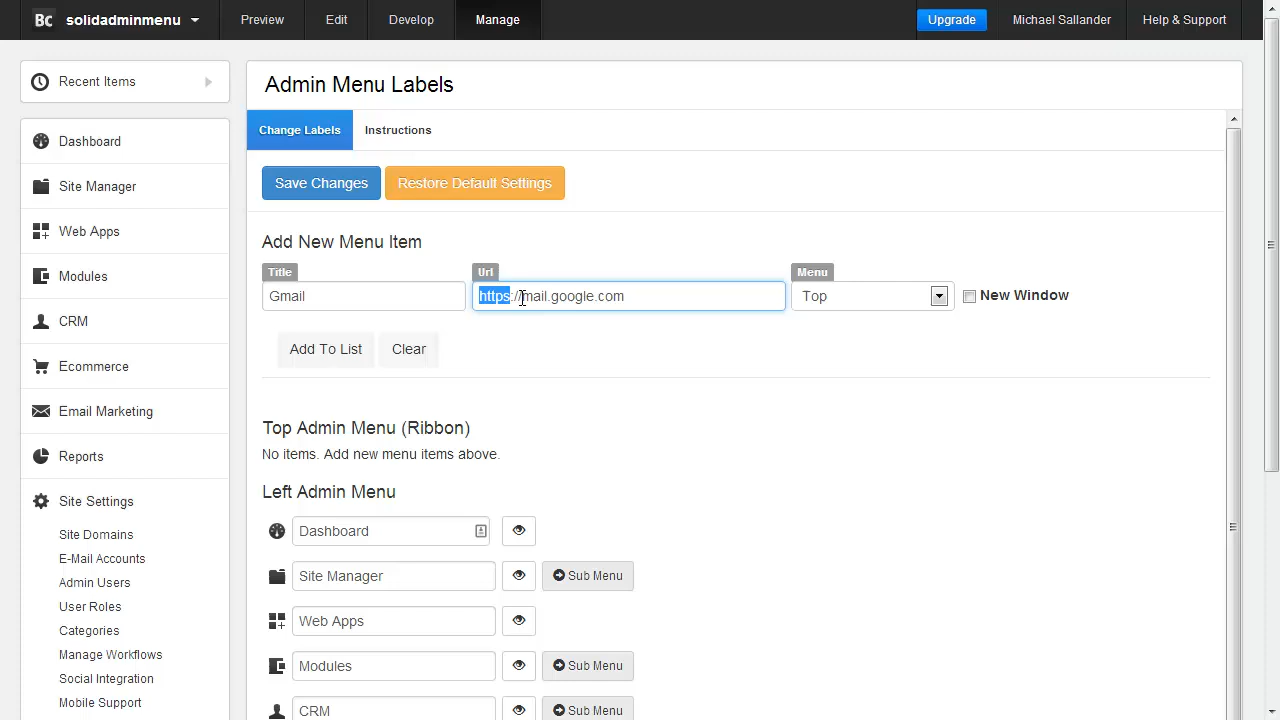 Bc solidadminmenu Preview Edit Develop Manage Upgrade Michael Sallander Help & Support
Recent Items
Dashboard
Site Manager
Web Apps
Modules
CRM
Ecommerce
Email Marketing
Reports
Site Settings
Site Domains
E-Mail Accounts
Admin Users
User Roles
Categories
Manage Workflows
Social Integration
Mobile Support
Admin Menu Labels
Change Labels Instructions
Save Changes Restore Default Settings
Add New Menu Item
Title Url Menu
Gmail https://mail.google.com Top New Window
Add To List Clear
Top Admin Menu (Ribbon)
No items. Add new menu items above.
Left Admin Menu
Dashboard
Site Manager Sub Menu
Web Apps
Modules Sub Menu
CRM Sub Menu